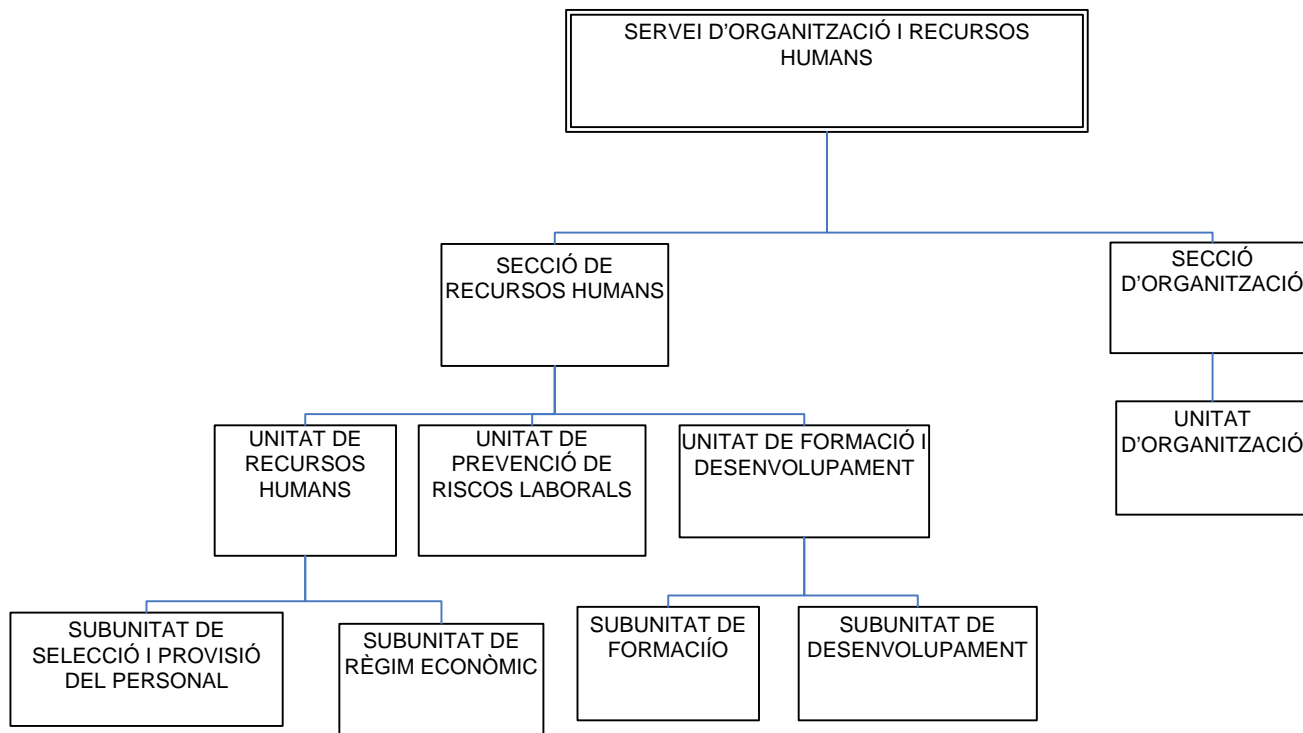 SERVEI D'ORGANITZACIÓ I RECURSOS
HUMANS
SECCIÓ DE
RECURSOS HUMANS
SECCIÓ
D'ORGANITZACIÓ
UNITAT DE
RECURSOS
HUMANS
UNITAT DE
PREVENCIÓ DE
RISCOS LABORALS
UNITAT DE FORMACIÓ I
DESENVOLUPAMENT
UNITAT
D'ORGANITZACIÓ
SUBUNITAT DE
SELECCIÓ I PROVISIÓ
DEL PERSONAL
SUBUNITAT DE
RÈGIM ECONÒMIC
SUBUNITAT DE
FORMACIÍO
SUBUNITAT DE
DESENVOLUPAMENT